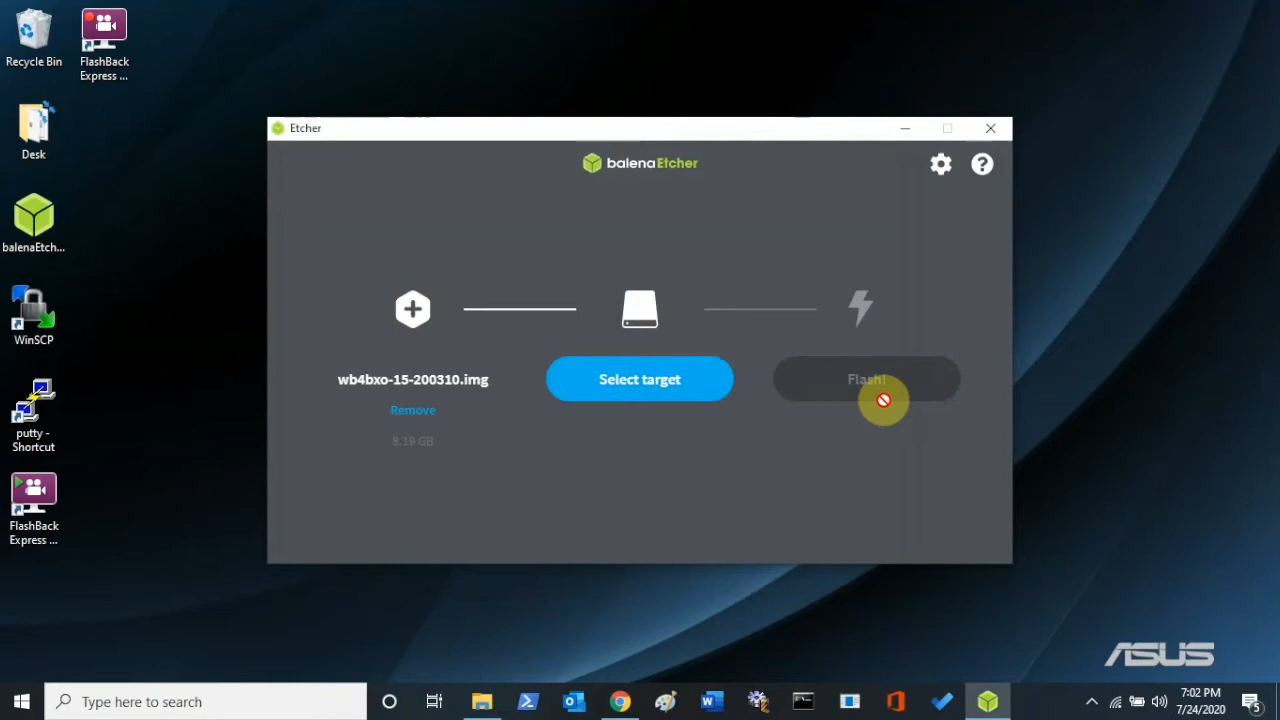 Recycle Bin
FlashBack
Express ...
Desk
balenaEtch...
WinSCP
putty -
Shortcut
FlashBack
Express ...
Etcher
balenaEtcher
wb4bxo-15-200310.img
Remove
8.19 GB
Select target
Flash!
ASUS
Type here to search
7:02 PM
7/24/2020
5